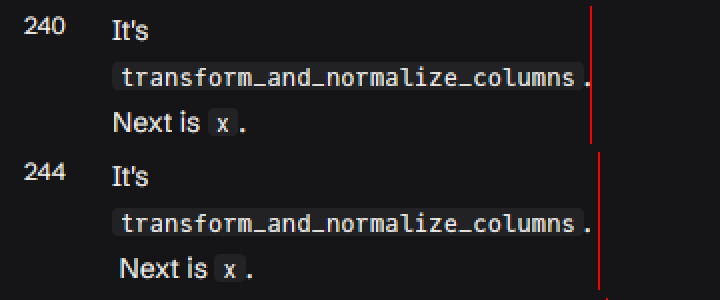 240 It's
transform_and_normalize_columns.
Next is x.
244 It's
transform_and_normalize_columns.
Next is x.